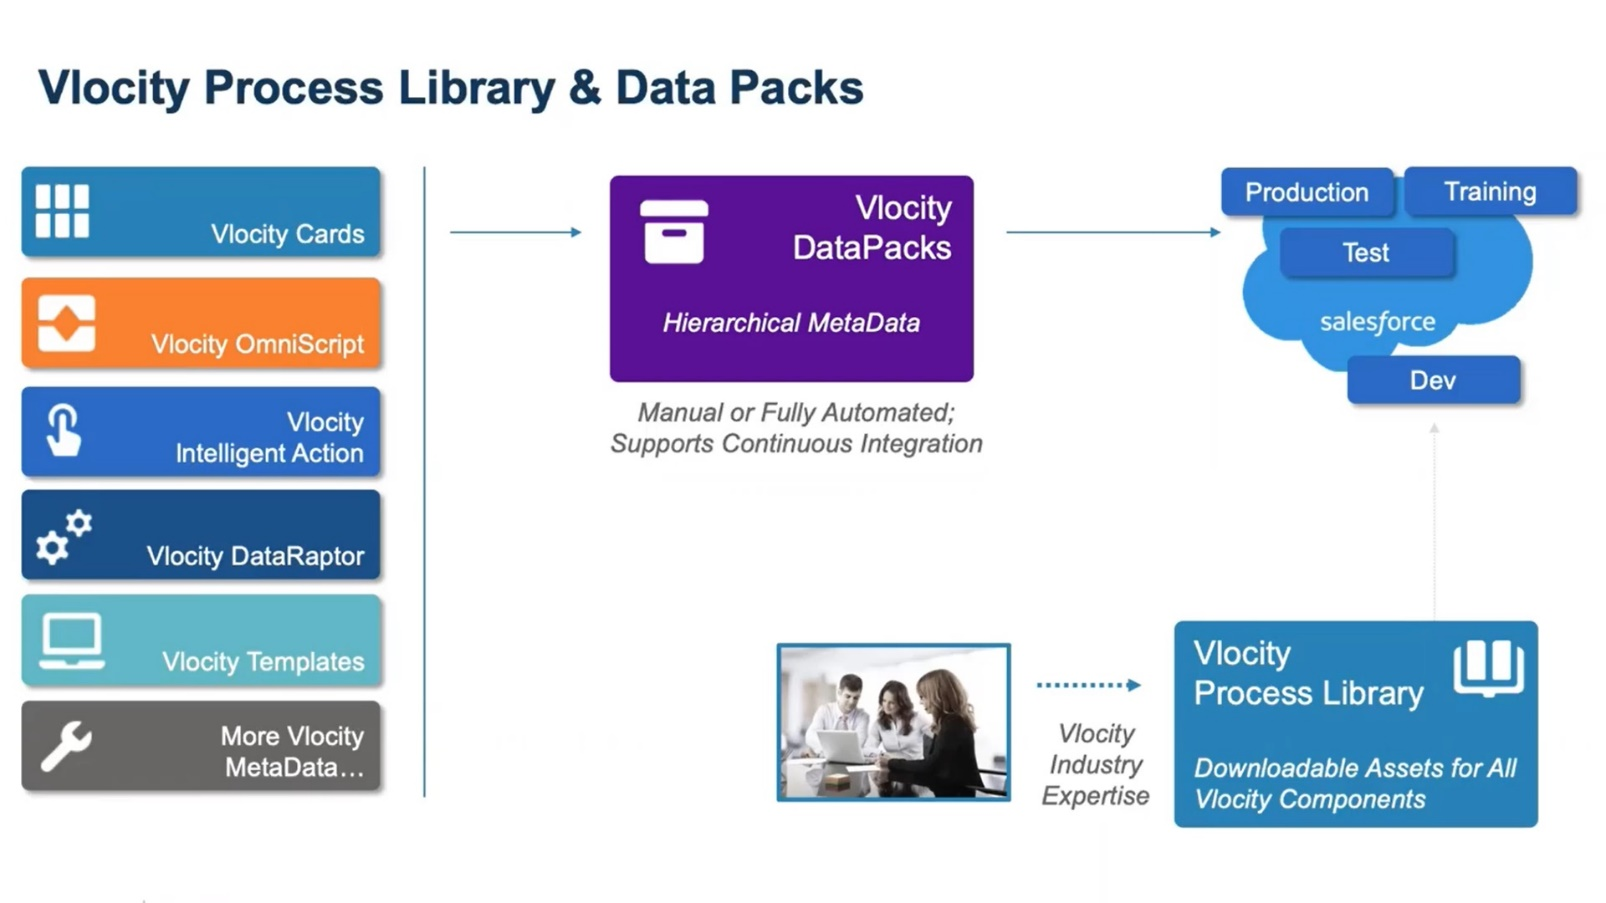 Vlocity Process Library & Data Packs
Vlocity Cards
Vlocity OmniScript
Vlocity
Intelligent Action
Vlocity DataRaptor
Vlocity Templates
More Vlocity
MetaData...
Vlocity
DataPacks
Hierarchical MetaData
Manual or Fully Automated;
Supports Continuous Integration
Production
Training
Test
salesforce
Dev
Vlocity
Industry
Expertise
Vlocity
Process Library
Downloadable Assets for All
Vlocity Components